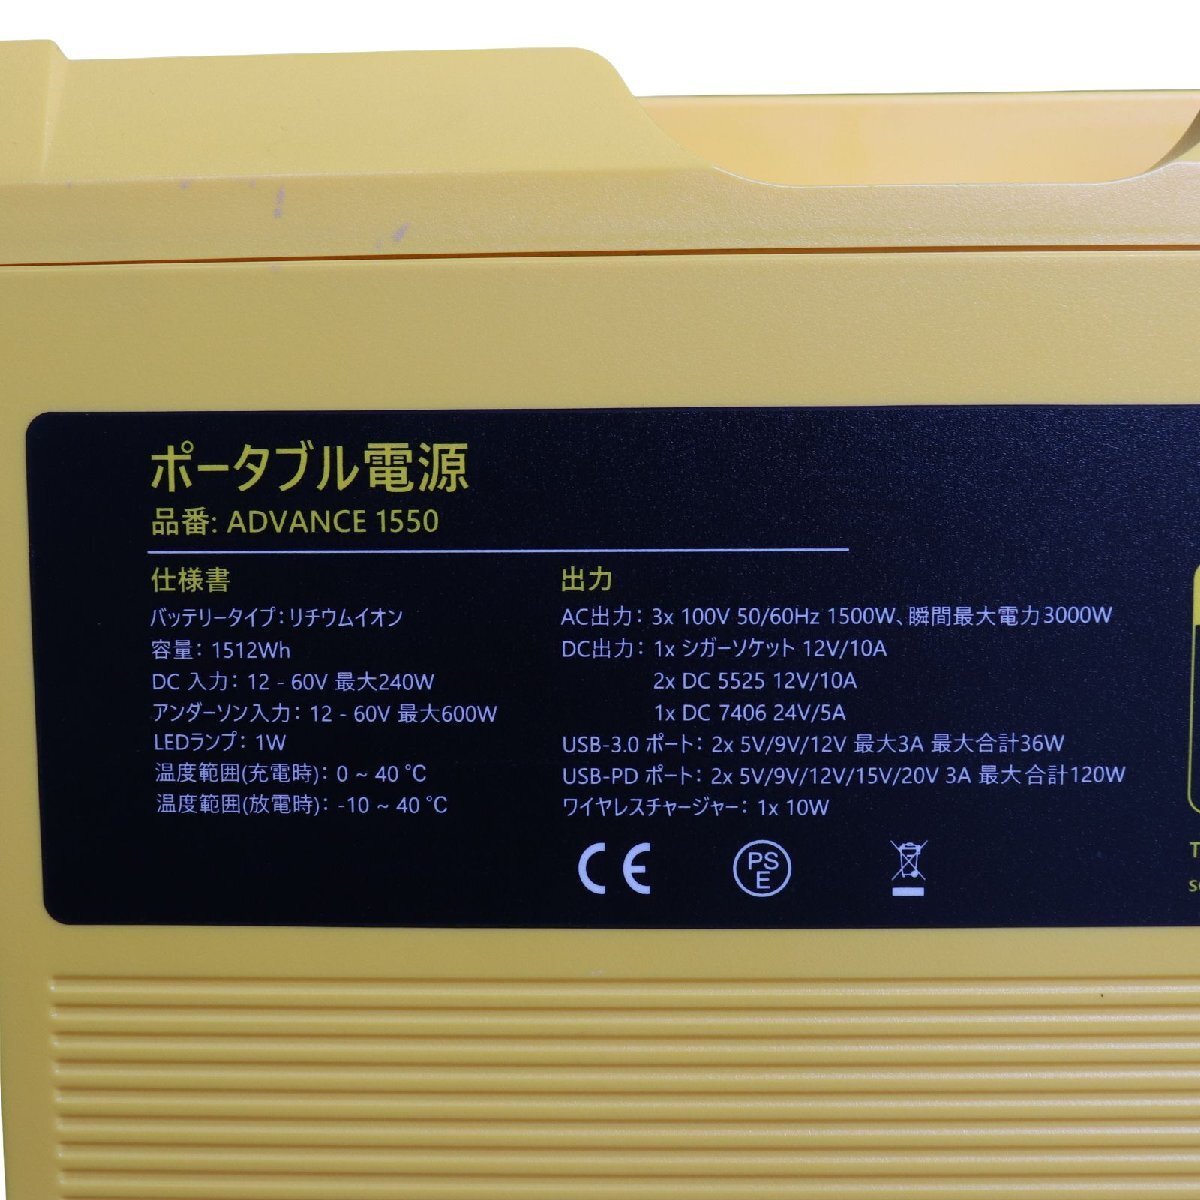 ポータブル電源
品番: ADVANCE 1550
仕様書
バッテリータイプ: リチウムイオン
容量: 1512Wh
DC 入力: 12 - 60V 最大240W
アンダーソン入力: 12 - 60V 最大600W
LEDランプ: 1W
温度範囲(充電時): 0 ~ 40 ℃
温度範囲(放電時): -10 ~ 40 ℃
出力
AC出力: 3x 100V 50/60Hz 1500W、瞬間最大電力3000W
DC出力: 1x シガーソケット 12V/10A
2x DC 5525 12V/10A
1x DC 7406 24V/5A
USB-3.0 ポート: 2x 5V/9V/12V 最大3A 最大合計36W
USB-PD ポート: 2x 5V/9V/12V/15V/20V 3A 最大合計120W
ワイヤレスチャージャー: 1x 10W
CE
PS
E